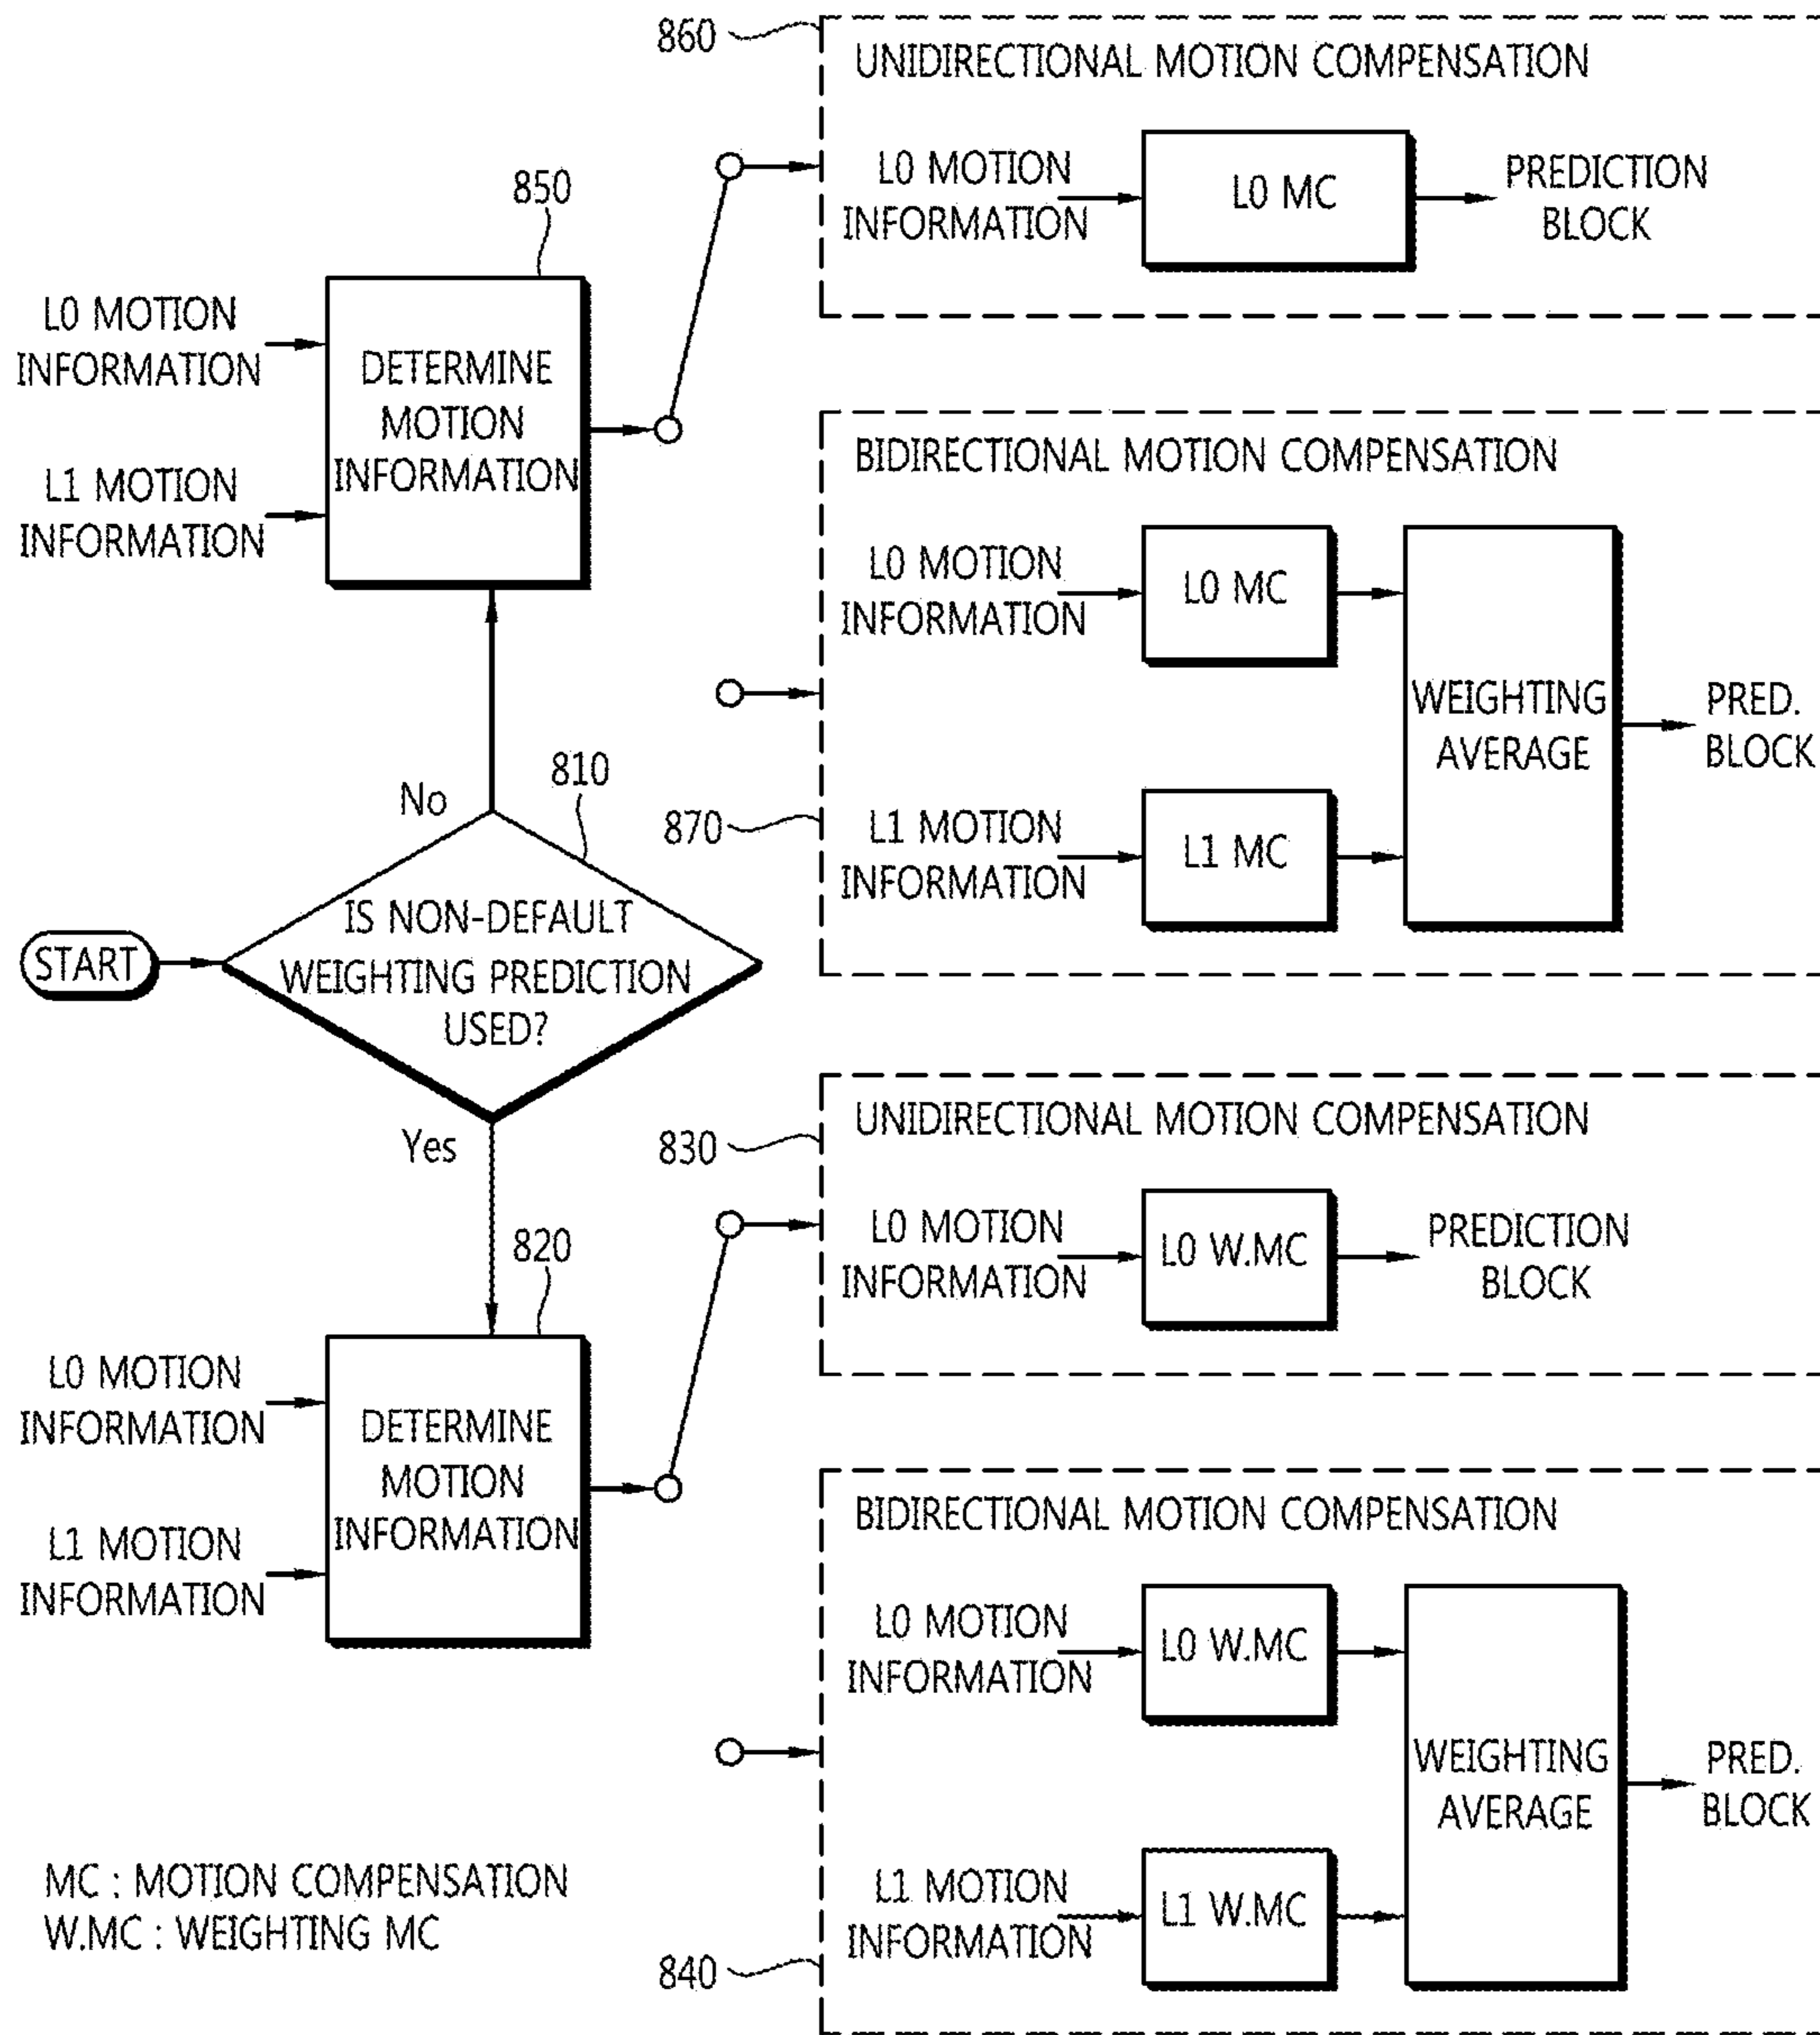 860
UNIDIRECTIONAL MOTION COMPENSATION
L0 MOTION
INFORMATION
L0 MC
PREDICTION
BLOCK
850
L0 MOTION
INFORMATION
L1 MOTION
INFORMATION
DETERMINE
MOTION
INFORMATION
BIDIRECTIONAL MOTION COMPENSATION
L0 MOTION
INFORMATION
L0 MC
L1 MOTION
INFORMATION
L1 MC
WEIGHTING
AVERAGE
PRED.
BLOCK
870
No
810
START
IS NON-DEFAULT
WEIGHTING PREDICTION
USED?
Yes
830
UNIDIRECTIONAL MOTION COMPENSATION
L0 MOTION
INFORMATION
L0 W.MC
PREDICTION
BLOCK
820
L0 MOTION
INFORMATION
L1 MOTION
INFORMATION
DETERMINE
MOTION
INFORMATION
BIDIRECTIONAL MOTION COMPENSATION
L0 MOTION
INFORMATION
L0 W.MC
L1 MOTION
INFORMATION
L1 W.MC
WEIGHTING
AVERAGE
PRED.
BLOCK
840
MC : MOTION COMPENSATION
W.MC : WEIGHTING MC